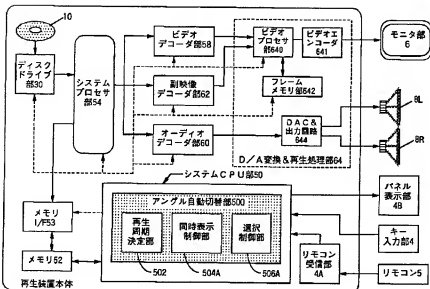 10
ディスク
ドライブ
部30
システム
プロセサ
部54
ビデオ
デコーダ部58
副映像
デコーダ部62
オーディオ
デコーダ部60
ビデオ
プロセサ
部640
ビデオエン
コーダ
641
フレーム
メモリ部642
DAC&
出力回路
644
D/A変換&再生処理部64
モニタ部
6
8L
8R
システムCPU部50
アングル自動切替部500
再生
周期
決定部
同時表示
制御部
選択
制御部
502
504A
506A
メモリ
I/F53
メモリ52
再生装置本体
パネル
表示部
4B
キー
入力部4
リモコン
受信部
4A
リモコン5